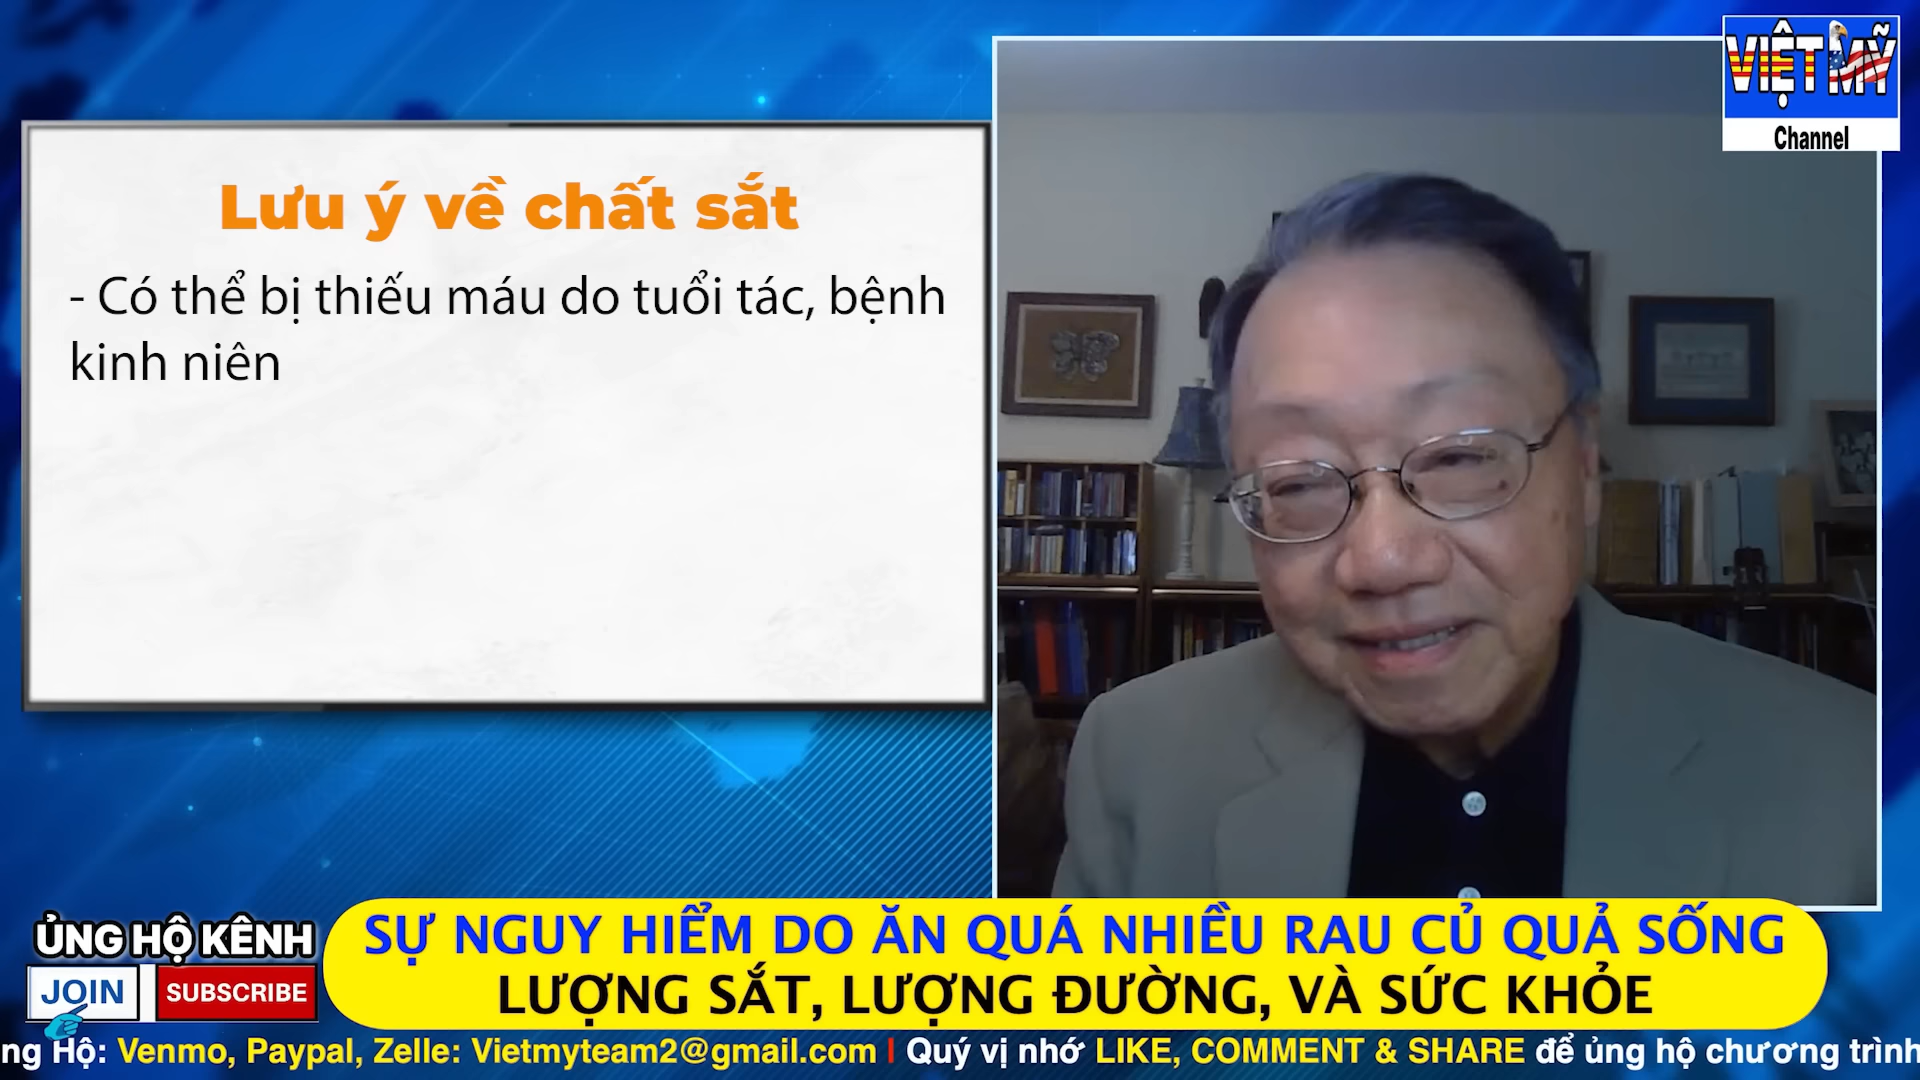 VIỆT MỸ
Channel
Lưu ý về chất sắt
- Có thể bị thiếu máu do tuổi tác, bệnh
kinh niên
ỦNG HỘ KÊNH
JOIN
SUBSCRIBE
SỰ NGUY HIỂM DO ĂN QUÁ NHIỀU RAU CỦ QUẢ SỐNG
LƯỢNG SẮT, LƯỢNG ĐƯỜNG, VÀ SỨC KHỎE
ng Hộ: Venmo, Paypal, Zelle: Vietmyteam2@gmail.com | Quý vị nhớ LIKE, COMMENT & SHARE để ủng hộ chương trình